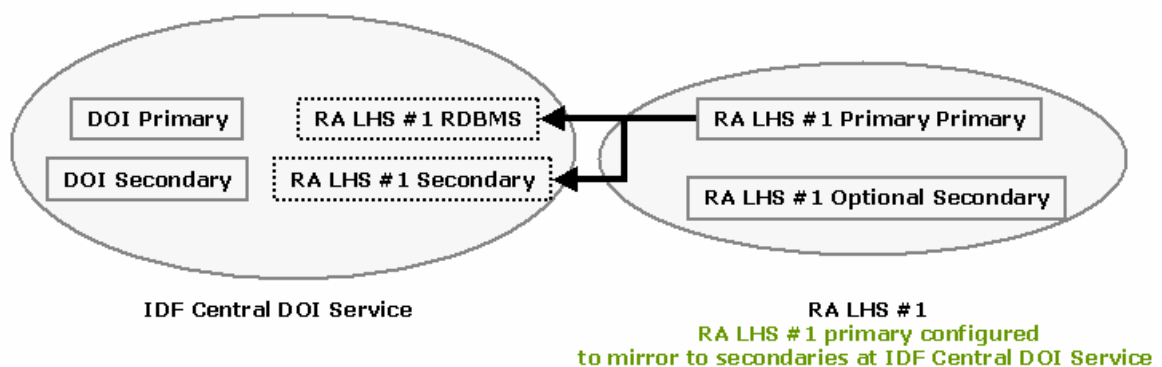 DOI Primary
RA LHS #1 RDBMS
RA LHS #1 Primary Primary
DOI Secondary
RA LHS #1 Secondary
RA LHS #1 Optional Secondary
IDF Central DOI Service
RA LHS #1
RA LHS #1 primary configured
to mirror to secondaries at IDF Central DOI Service